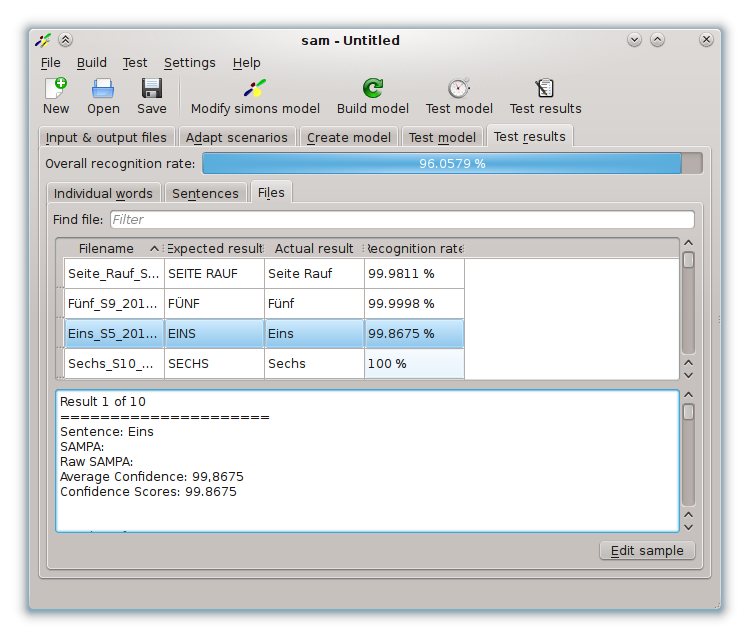 sam - Untitled
File Build Test Settings Help
New Open Save Modify simons model Build model Test model Test results
Input & output files Adapt scenarios Create model Test model Test results
Overall recognition rate: 96.0579 %
Individual words Sentences Files
Find file: Filter
Filename Expected result Actual result Recognition rate
Seite_Rauf_S... SEITE RAUF Seite Rauf 99.9811 %
Fünf_S9_201... FÜNF Fünf 99.9998 %
Eins_S5_201... EINS Eins 99.8675 %
Sechs_S10_... SECHS Sechs 100 %
Result 1 of 10
=====================
Sentence: Eins
SAMPA:
Raw SAMPA:
Average Confidence: 99,8675
Confidence Scores: 99.8675
Edit sample